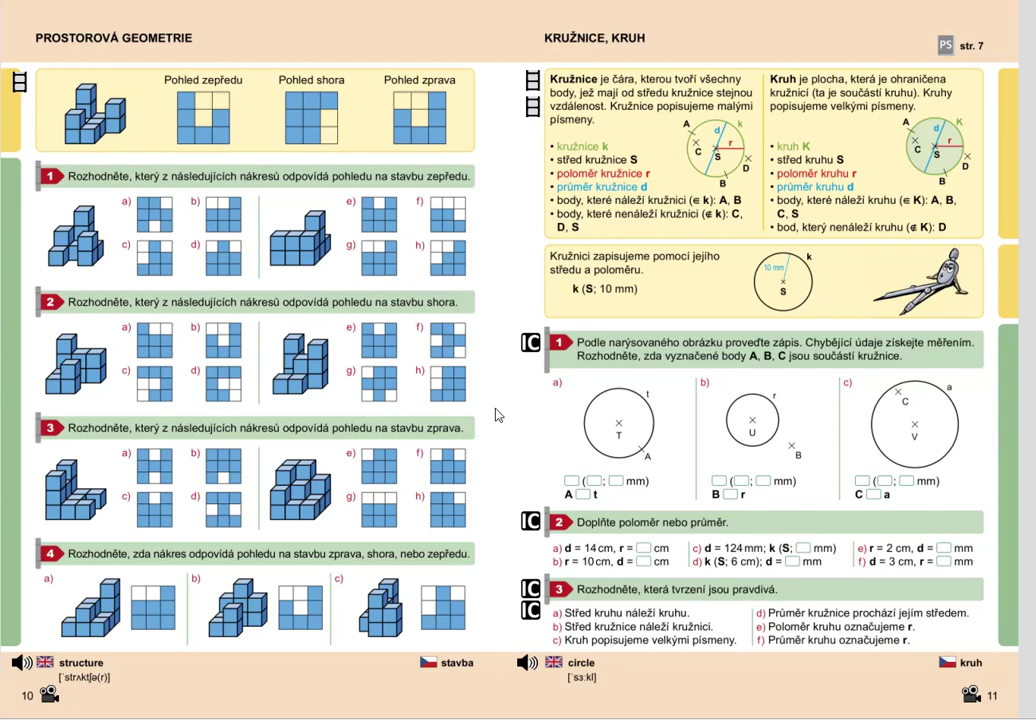 PROSTOROVÁ GEOMETRIE
Pohled zepředu
Pohled shora
Pohled zprava
1 Rozhodněte, který z následujících nákresů odpovídá pohledu na stavbu zepředu.
a) b) e) f)
c) d) g) h)
2 Rozhodněte, který z následujících nákresů odpovídá pohledu na stavbu shora.
a) b) e) f)
c) d) g) h)
3 Rozhodněte, který z následujících nákresů odpovídá pohledu na stavbu zprava.
a) b) e) f)
c) d) g) h)
4 Rozhodněte, zda nákres odpovídá pohledu na stavbu zprava, shora, nebo zepředu.
a) b) c)
structure
[ˈstrʌktʃə(r)]
stavba
10
KRUŽNICE, KRUH
PS str. 7
Kružnice je čára, kterou tvoří všechny
body, jež mají od středu kružnice stejnou
vzdálenost. Kružnice popisujeme malými
písmeny.
• kružnice k
• střed kružnice S
• poloměr kružnice r
• průměr kružnice d
• body, které náleží kružnici (∈ k): A, B
• body, které nenáleží kružnici (∉ k): C,
D, S
A d k
C S r
D
B
Kruh je plocha, která je ohraničena
kružnicí (ta je součástí kruhu). Kruhy
popisujeme velkými písmeny.
• kruh K
• střed kruhu S
• poloměr kruhu r
• průměr kruhu d
• body, které náleží kruhu (∈ K): A, B,
C, S
• bod, který nenáleží kruhu (∉ K): D
A d K
C S r
D
B
Kružnici zapisujeme pomocí jejího
středu a poloměru.
k (S; 10 mm)
k
10 mm
S
1 Podle narýsovaného obrázku proveďte zápis. Chybějící údaje získejte měřením.
Rozhodněte, zda vyznačené body A, B, C jsou součástí kružnice.
a) t
T
A
( ; mm)
A t
b) r
U
B
( ; mm)
B r
c) a
C
V
( ; mm)
C a
2 Doplňte poloměr nebo průměr.
a) d = 14 cm, r = cm c) d = 124 mm; k (S; mm) e) r = 2 cm, d = mm
b) r = 10 cm, d = cm d) k (S; 6 cm); d = mm f) d = 3 cm, r = mm
3 Rozhodněte, která tvrzení jsou pravdivá.
a) Střed kruhu náleží kruhu.
b) Střed kružnice náleží kružnici.
c) Kruh popisujeme velkými písmeny.
d) Průměr kružnice prochází jejím středem.
e) Poloměr kruhu označujeme r.
f) Průměr kruhu označujeme r.
circle
[ˈsɜːkl]
kruh
11